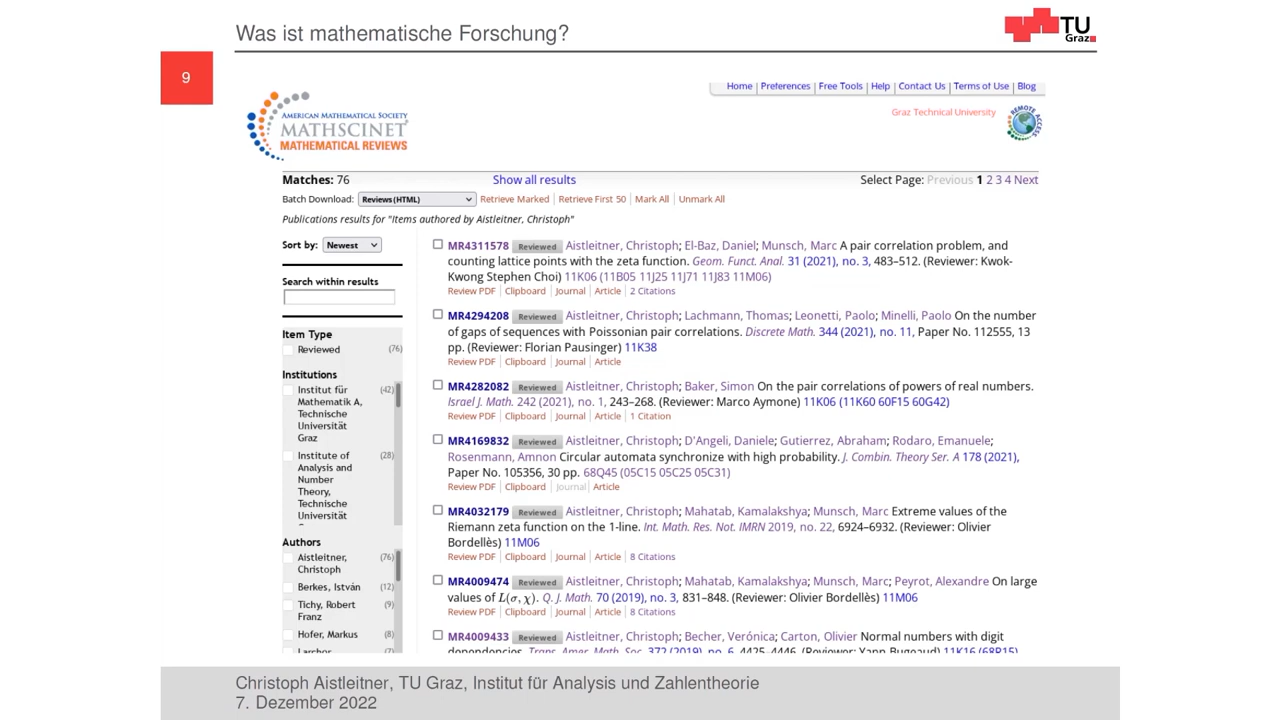 Was ist mathematische Forschung?
TU
Graz
9
Home | Preferences | Free Tools | Help | Contact Us | Terms of Use | Blog
AMERICAN MATHEMATICAL SOCIETY
MATHSCINET
MATHEMATICAL REVIEWS
Graz Technical University
REMOTE ACCESS
Matches: 76
Show all results
Select Page: Previous 1 2 3 4 Next
Batch Download: Reviews (HTML) Retrieve Marked | Retrieve First 50 | Mark All | Unmark All
Publications results for "Items authored by Aistleitner, Christoph"
Sort by: Newest
Search within results
Item Type
Reviewed (76)
Institutions
Institut für (42)
Mathematik A,
Technische
Universität
Graz
Institute of (28)
Analysis and
Number
Theory,
Technische
Universität
Authors
Aistleitner, (76)
Christoph
Berkes, István (12)
Tichy, Robert (9)
Franz
Hofer, Markus (8)
MR4311578 Reviewed Aistleitner, Christoph; El-Baz, Daniel; Munsch, Marc A pair correlation problem, and
counting lattice points with the zeta function. Geom. Funct. Anal. 31 (2021), no. 3, 483–512. (Reviewer: Kwok-
Kwong Stephen Choi) 11K06 (11B05 11J25 11J71 11J83 11M06)
Review PDF | Clipboard | Journal | Article | 2 Citations
MR4294208 Reviewed Aistleitner, Christoph; Lachmann, Thomas; Leonetti, Paolo; Minelli, Paolo On the number
of gaps of sequences with Poissonian pair correlations. Discrete Math. 344 (2021), no. 11, Paper No. 112555, 13
pp. (Reviewer: Florian Pausinger) 11K38
Review PDF | Clipboard | Journal | Article
MR4282082 Reviewed Aistleitner, Christoph; Baker, Simon On the pair correlations of powers of real numbers.
Israel J. Math. 242 (2021), no. 1, 243–268. (Reviewer: Marco Aymone) 11K06 (11K60 60F15 60G42)
Review PDF | Clipboard | Journal | Article | 1 Citation
MR4169832 Reviewed Aistleitner, Christoph; D'Angeli, Daniele; Gutierrez, Abraham; Rodaro, Emanuele;
Rosenmann, Amnon Circular automata synchronize with high probability. J. Combin. Theory Ser. A 178 (2021),
Paper No. 105356, 30 pp. 68Q45 (05C15 05C25 05C31)
Review PDF | Clipboard | Journal | Article
MR4032179 Reviewed Aistleitner, Christoph; Mahatab, Kamalakshya; Munsch, Marc Extreme values of the
Riemann zeta function on the 1-line. Int. Math. Res. Not. IMRN 2019, no. 22, 6924–6932. (Reviewer: Olivier
Bordellès) 11M06
Review PDF | Clipboard | Journal | Article | 8 Citations
MR4009474 Reviewed Aistleitner, Christoph; Mahatab, Kamalakshya; Munsch, Marc; Peyrot, Alexandre On large
values of L(σ, χ). Q. J. Math. 70 (2019), no. 3, 831–848. (Reviewer: Olivier Bordellès) 11M06
Review PDF | Clipboard | Journal | Article | 8 Citations
MR4009433 Reviewed Aistleitner, Christoph; Becher, Verónica; Carton, Olivier Normal numbers with digit
dependencies. Trans. Amer. Math. Soc. 372 (2019), no. 6, 4425–4446. (Reviewer: Yann Bugeaud) 11K16 (68R15)
Christoph Aistleitner, TU Graz, Institut für Analysis und Zahlentheorie
7. Dezember 2022